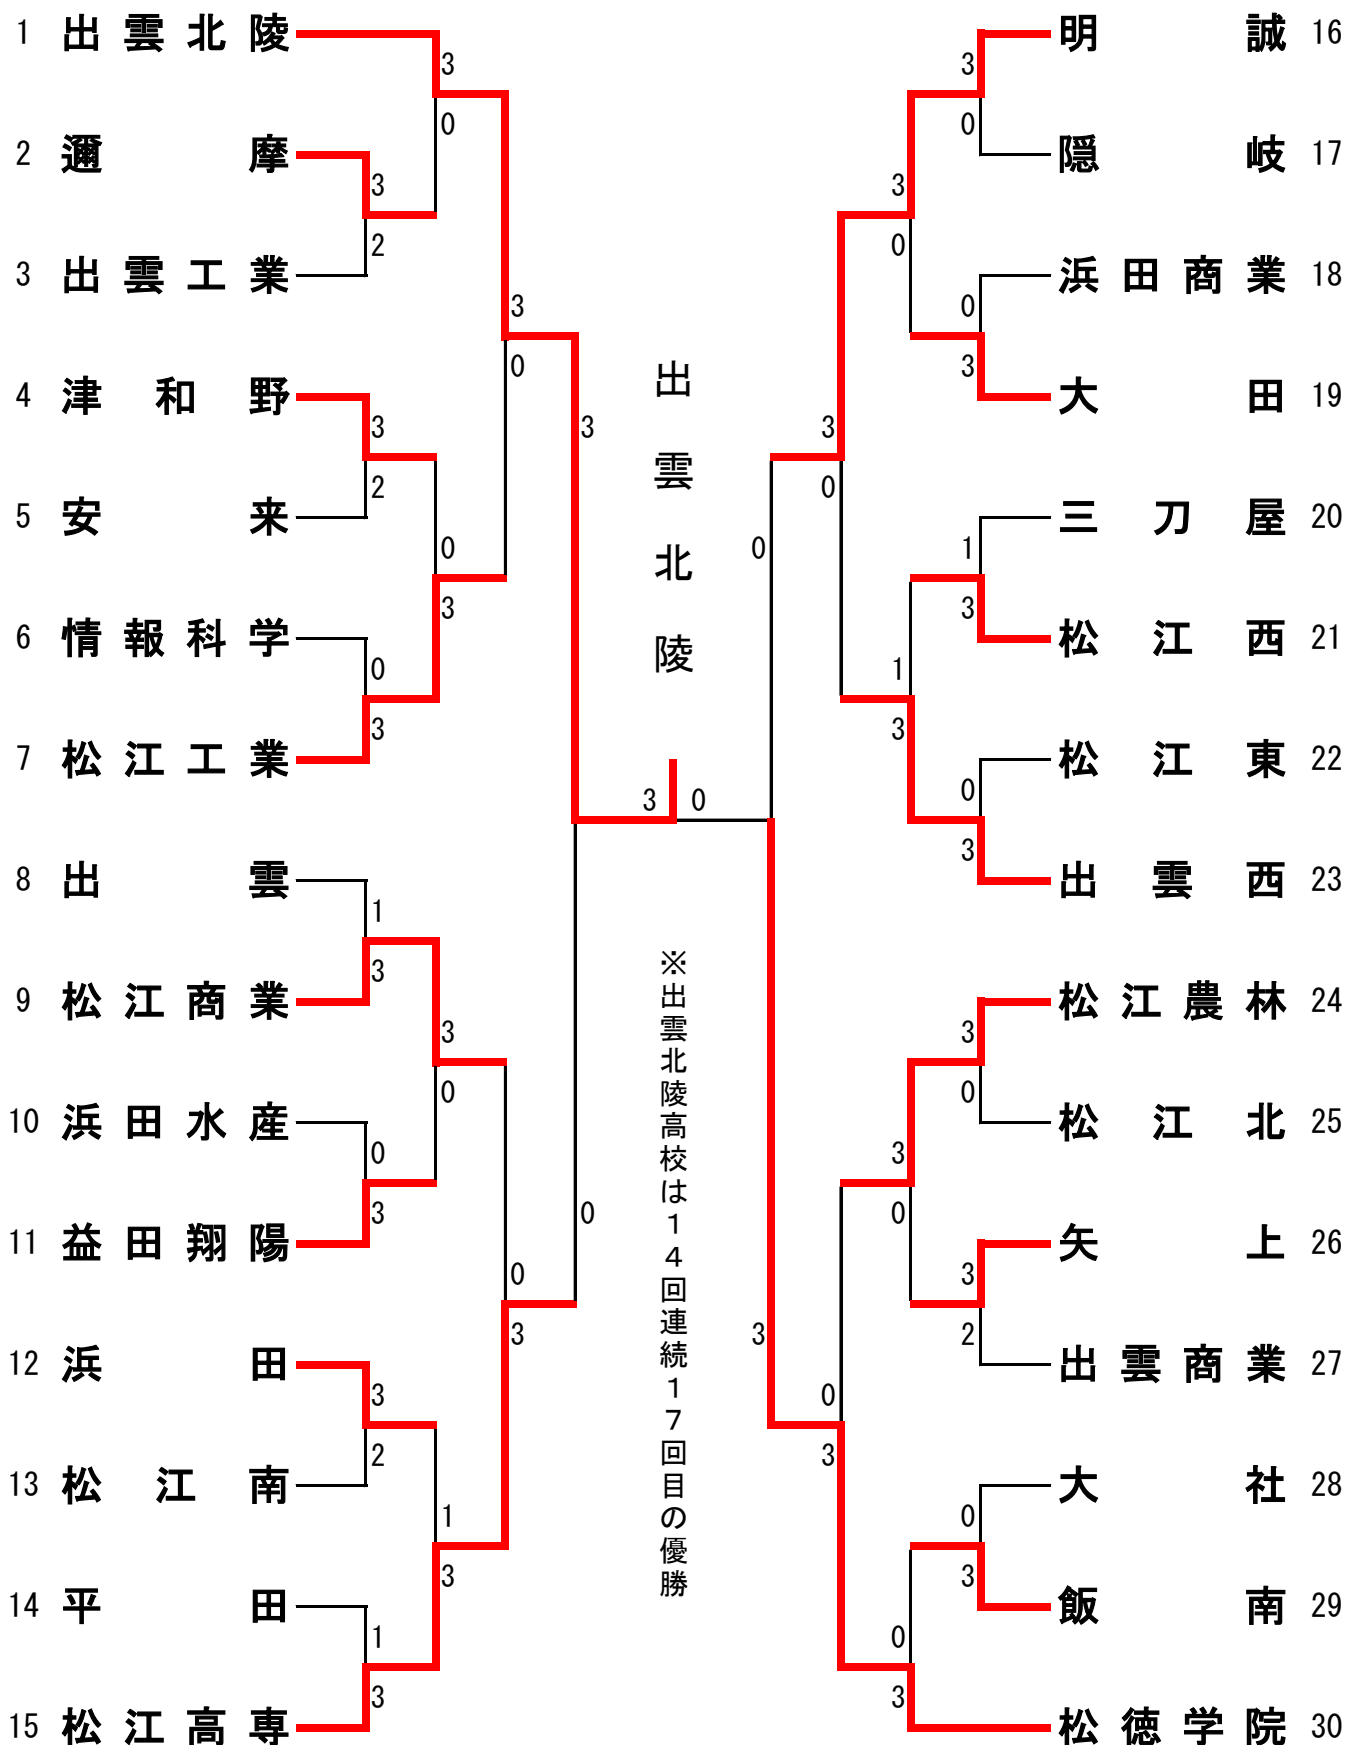 1 出雲北陵
2 邇摩
3 出雲工業
4 津和野
5 安来
6 情報科学
7 松江工業
8 出雲
9 松江商業
10 浜田水産
11 益田翔陽
12 浜田
13 松江南
14 平田
15 松江高専
3
0
3
2
3
2
0
3
0
3
1
3
0
3
3
0
3
2
1
3
1
3
3
0
0
3
3
0
出雲北陵
3 0
※出雲北陵高校は14回連続17回目の優勝
0
3
3
0
0
3
3
0
1
3
3
0
0
3
3
0
0
3
1
3
0
3
3
0
3
2
0
3
明誠 16
隠岐 17
浜田商業 18
大田 19
三刀屋 20
松江西 21
松江東 22
出雲西 23
松江農林 24
松江北 25
矢上 26
出雲商業 27
大社 28
飯南 29
松徳学院 30